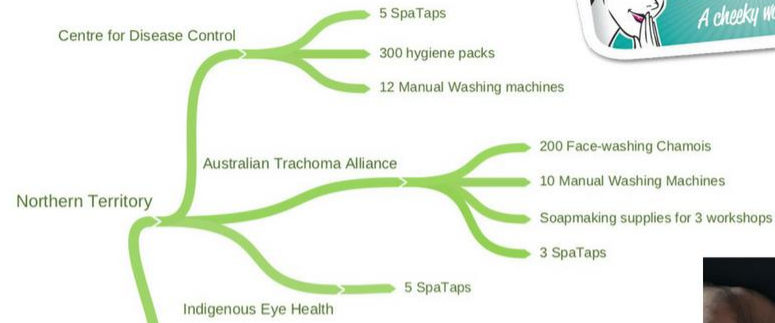 5 SpaTaps
Centre for Disease Control
300 hygiene packs
12 Manual Washing machines
A cheeky
200 Face-washing Chamois
Australian Trachoma Alliance
10 Manual Washing Machines
Northern Territory
Soapmaking supplies for 3 workshops
3 SpaTaps
5 SpaTaps
Indigenous Eye Health